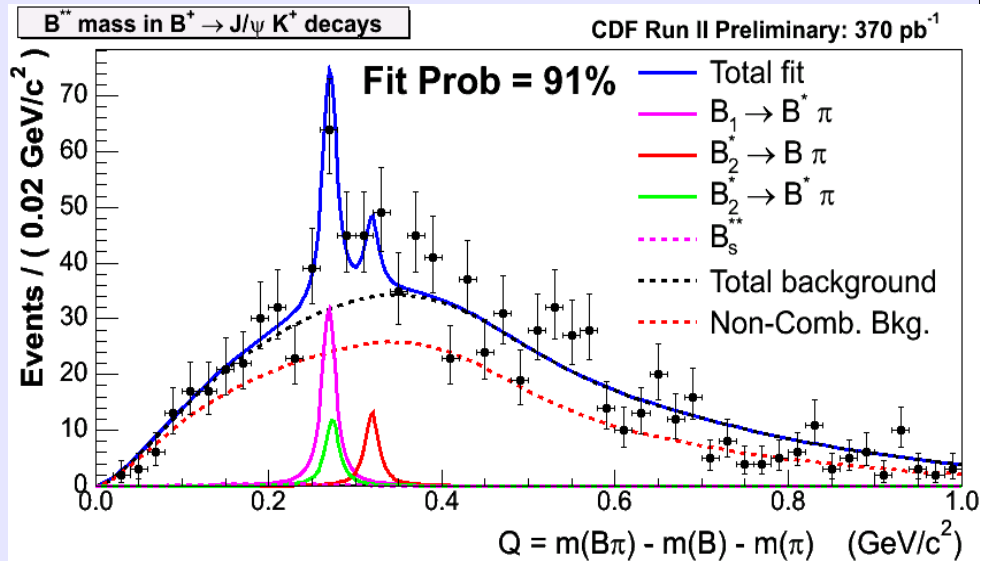 B** mass in B⁺ → J/ψ K⁺ decays
CDF Run II Preliminary: 370 pb⁻¹
Fit Prob = 91%
Total fit
B₁ → B* π
B₂* → B π
B₂* → B* π
Bₛ**
Total background
Non-Comb. Bkg.
Events / ( 0.02 GeV/c² )
70
60
50
40
30
20
10
0
0.0 0.2 0.4 0.6 0.8 1.0
Q = m(Bπ) - m(B) - m(π) (GeV/c²)